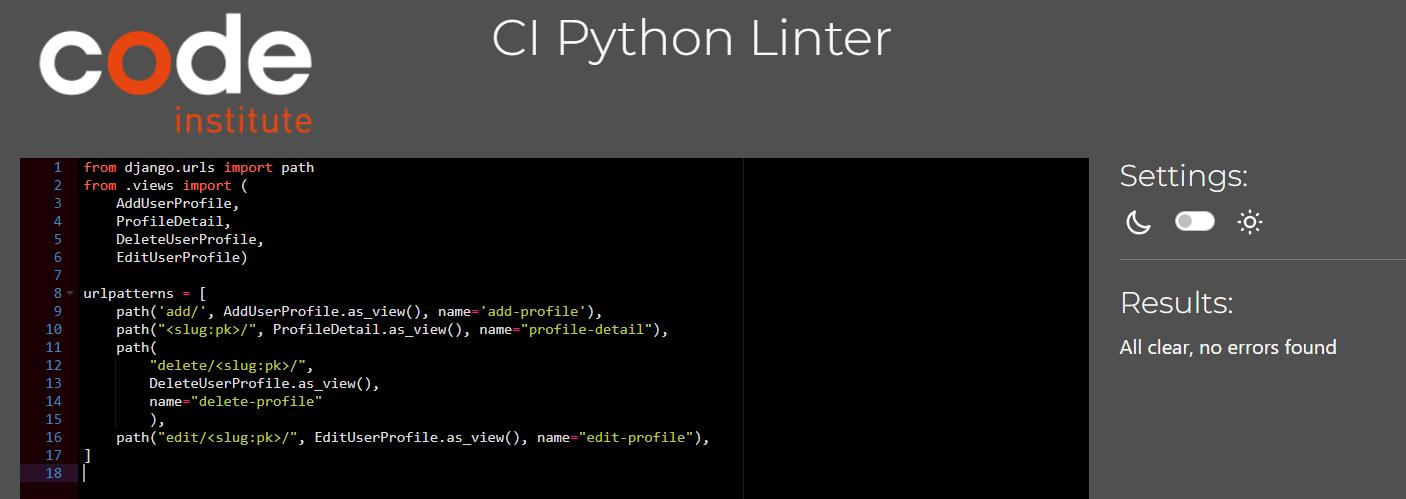 code
institute
CI Python Linter
1 from django.urls import path
2 from .views import (
3     AddUserProfile,
4     ProfileDetail,
5     DeleteUserProfile,
6     EditUserProfile)
7
8 urlpatterns = [
9     path('add/', AddUserProfile.as_view(), name='add-profile'),
10     path("<slug:pk>/", ProfileDetail.as_view(), name="profile-detail"),
11     path(
12         "delete/<slug:pk>/",
13         DeleteUserProfile.as_view(),
14         name="delete-profile"
15         ),
16     path("edit/<slug:pk>/", EditUserProfile.as_view(), name="edit-profile"),
17 ]
18
Settings:
Results:
All clear, no errors found